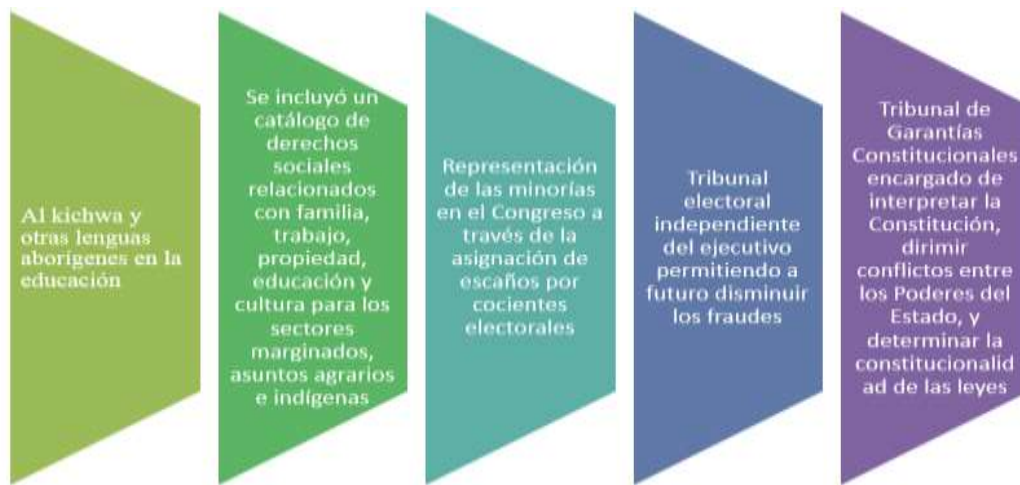 Al kichwa y
otras lenguas
aborígenes en la
educación
Se incluyó un
catálogo de
derechos
sociales
relacionados
con familia,
trabajo,
propiedad,
educación y
cultura para los
sectores
marginados,
asuntos agrarios
e indígenas
Representación
de las minorías
en el Congreso a
través de la
asignación de
escaños por
cocientes
electorales
Tribunal
electoral
independiente
del ejecutivo
permitiendo a
futuro disminuir
los fraudes
Tribunal de
Garantías
Constitucionales
encargado de
interpretar la
Constitución,
dirimir
conflictos entre
los Poderes del
Estado, y
determinar la
constitucionalid
ad de las leyes